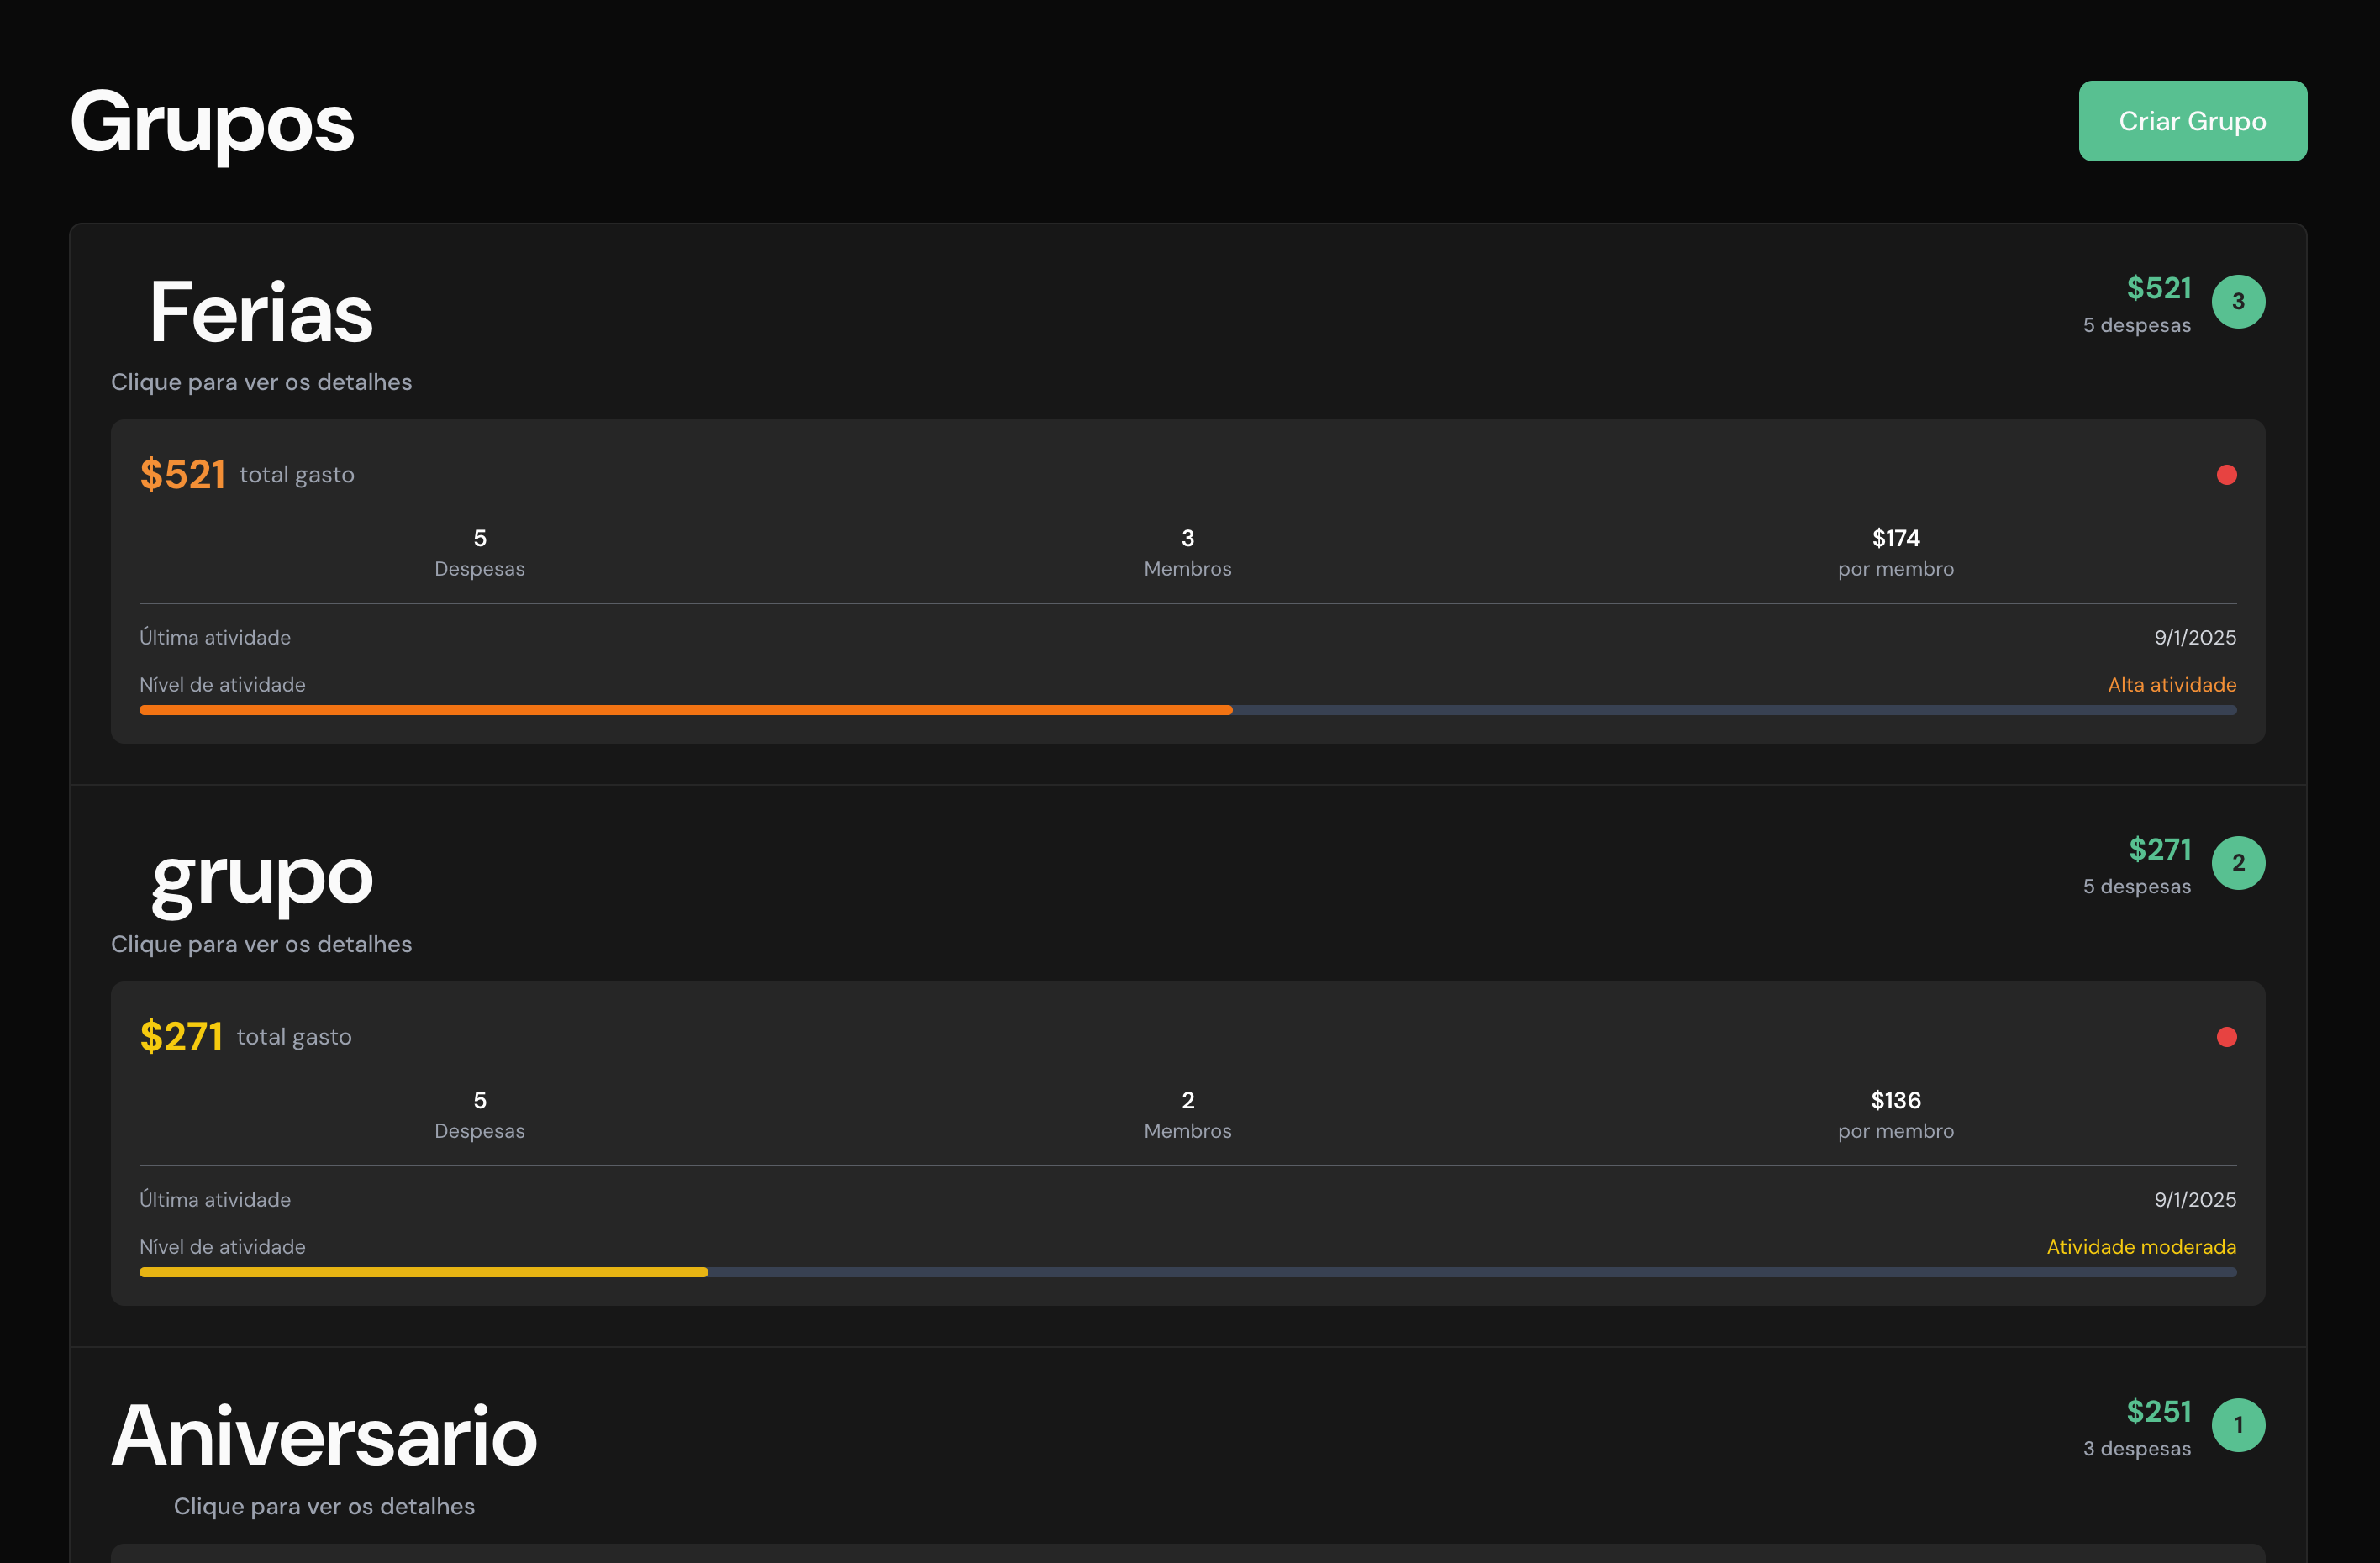 Grupos
Criar Grupo
Ferias
$521
5 despesas
3
Clique para ver os detalhes
$521 total gasto
5
Despesas
3
Membros
$174
por membro
Última atividade
9/1/2025
Nível de atividade
Alta atividade
grupo
$271
5 despesas
2
Clique para ver os detalhes
$271 total gasto
5
Despesas
2
Membros
$136
por membro
Última atividade
9/1/2025
Nível de atividade
Atividade moderada
Aniversario
$251
3 despesas
1
Clique para ver os detalhes